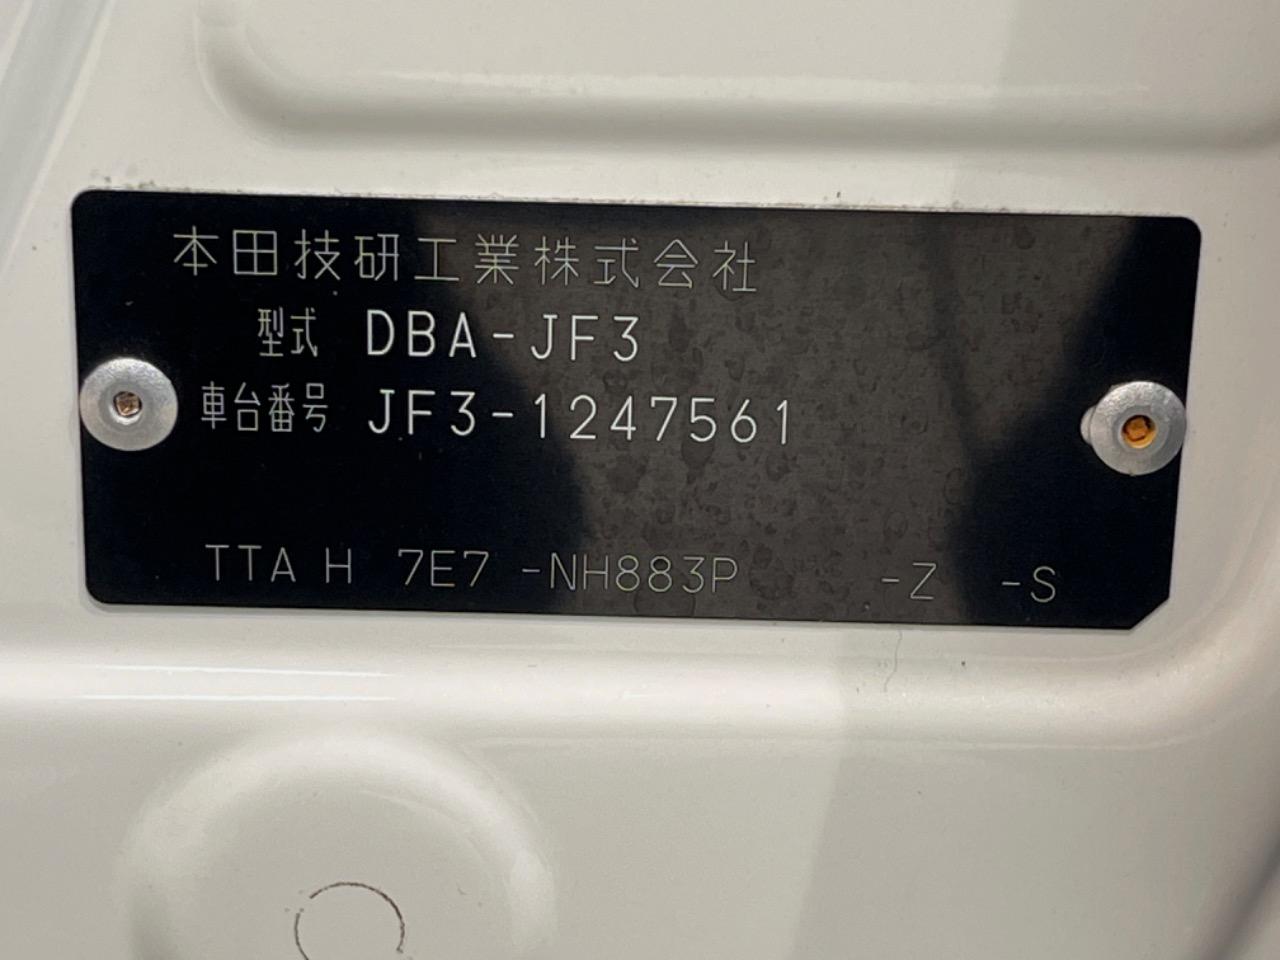 本田技研工業株式会社
型式 DBA-JF3
車台番号 JF3-1247561
TTA H 7E7 -NH883P -Z -S